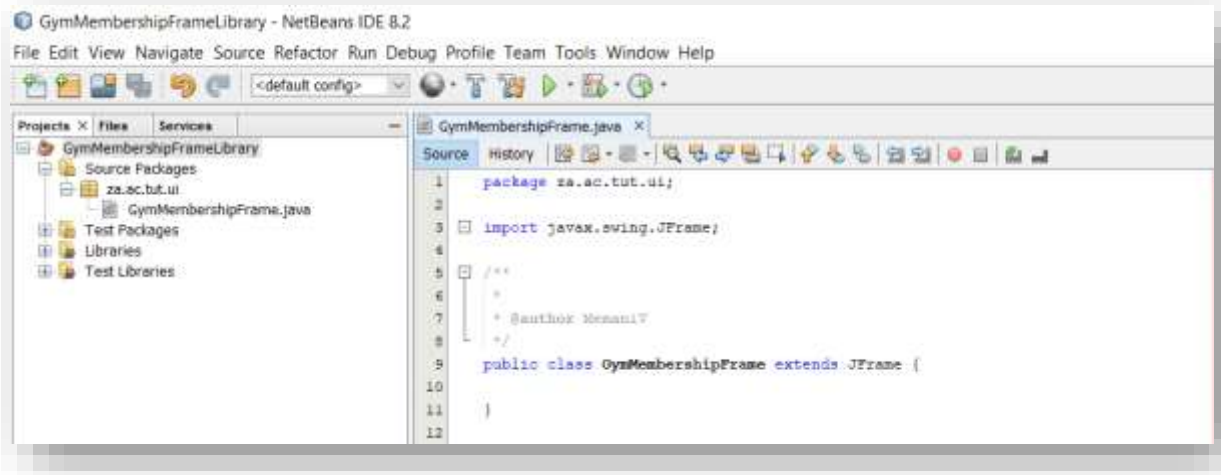 GymMembershipFrameLibrary - NetBeans IDE 8.2
File Edit View Navigate Source Refactor Run Debug Profile Team Tools Window Help
<default config>
Projects × Files Services
GymMembershipFrameLibrary
Source Packages
za.ac.tut.ui
GymMembershipFrame.java
Test Packages
Libraries
Test Libraries
GymMembershipFrame.java ×
Source History
1 package za.ac.tut.ui;
2
3 import javax.swing.JFrame;
4
5 /**
6 *
7 * @author MemaniV
8 */
9 public class GymMembershipFrame extends JFrame {
10
11 }
12